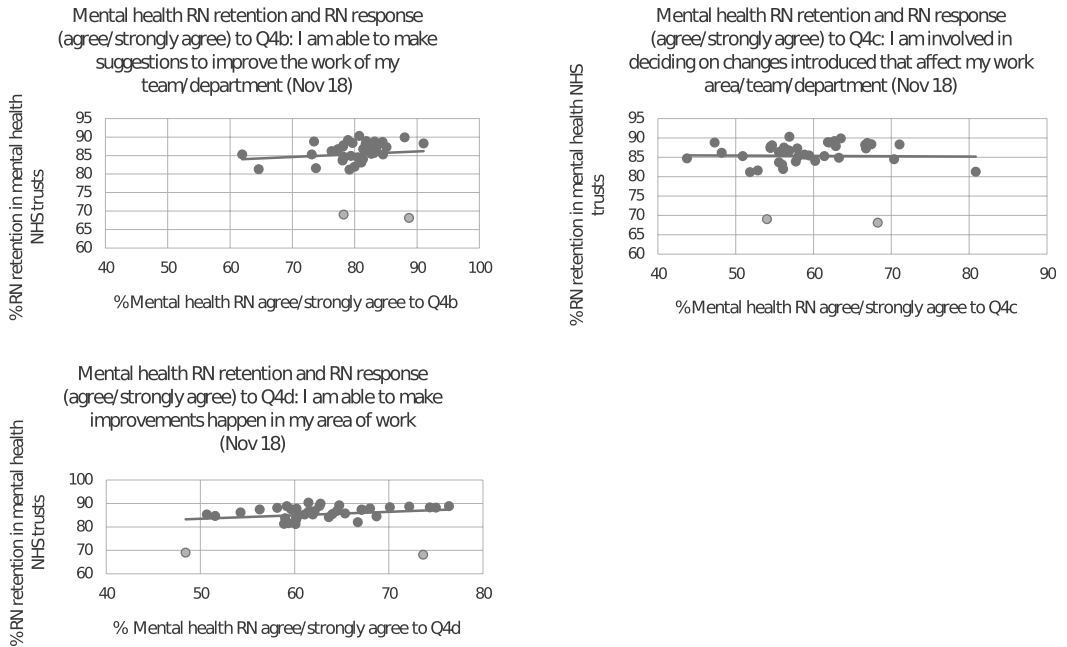 Mental health RN retention and RN response
(agree/strongly agree) to Q4b: I am able to make
suggestions to improve the work of my
team/department (Nov 18)
%RN retention in mental health
NHS trusts
95
90
85
80
75
70
65
60
40 50 60 70 80 90 100
%Mental health RN agree/strongly agree to Q4b
Mental health RN retention and RN response
(agree/strongly agree) to Q4c: I am involved in
deciding on changes introduced that affect my work
area/team/department (Nov 18)
%RN retention in mental health NHS
trusts
95
90
85
80
75
70
65
60
40 50 60 70 80 90
%Mental health RN agree/strongly agree to Q4c
Mental health RN retention and RN response
(agree/strongly agree) to Q4d: I am able to make
improvements happen in my area of work
(Nov 18)
%RN retention in mental health
NHS trusts
100
90
80
70
60
40 50 60 70 80
% Mental health RN agree/strongly agree to Q4d